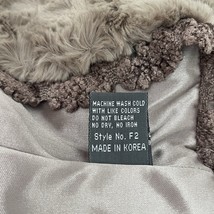 MACHINE WASH COLD
WITH LIKE COLORS
DO NOT BLEACH
NO DRY, NO IRON
Style No. F2
MADE IN KOREA